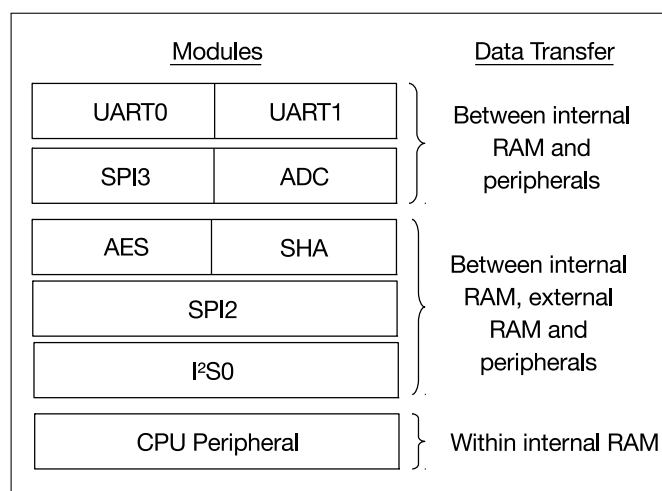 Modules
Data Transfer
UART0 UART1
SPI3 ADC
Between internal
RAM and
peripherals
AES SHA
SPI2
I²S0
Between internal
RAM, external
RAM and
peripherals
CPU Peripheral
Within internal RAM